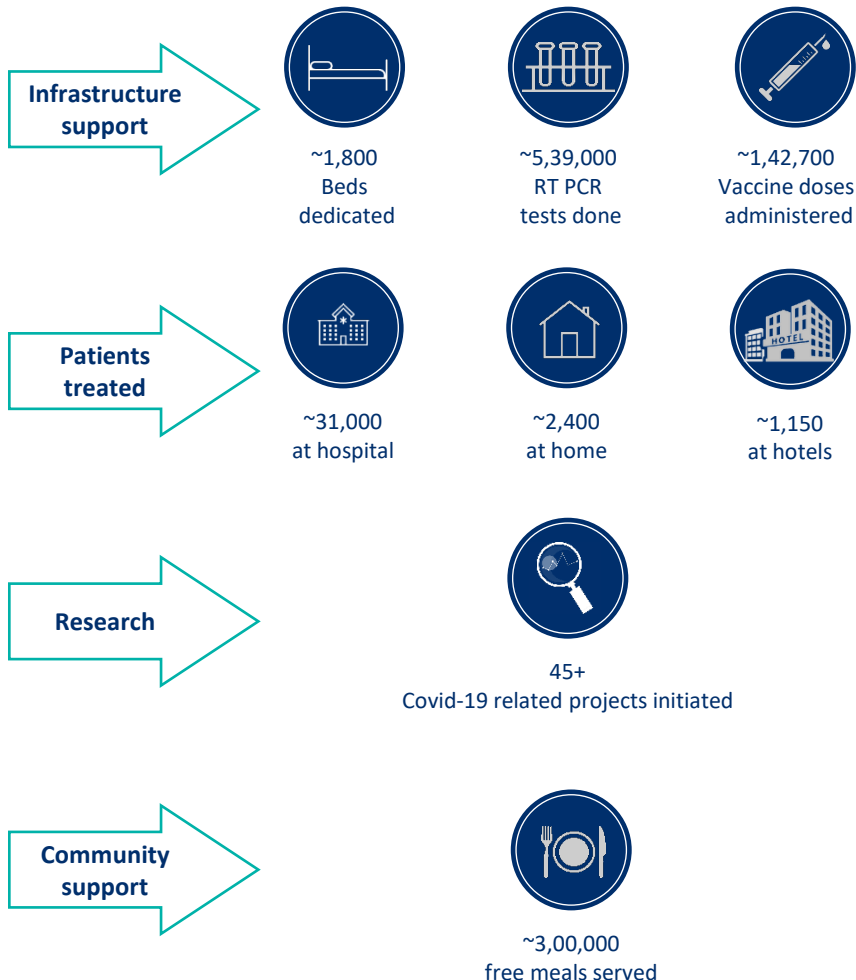 Infrastructure
support
~1,800
Beds
dedicated
~5,39,000
RT PCR
tests done
~1,42,700
Vaccine doses
administered
Patients
treated
~31,000
at hospital
~2,400
at home
HOTEL
~1,150
at hotels
Research
45+
Covid-19 related projects initiated
Community
support
~3,00,000
free meals served